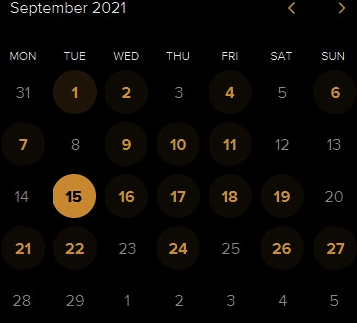 September 2021
MON TUE WED THU FRI SAT SUN
31 1 2 3 4 5 6
7 8 9 10 11 12 13
14 15 16 17 18 19 20
21 22 23 24 25 26 27
28 29 1 2 3 4 5